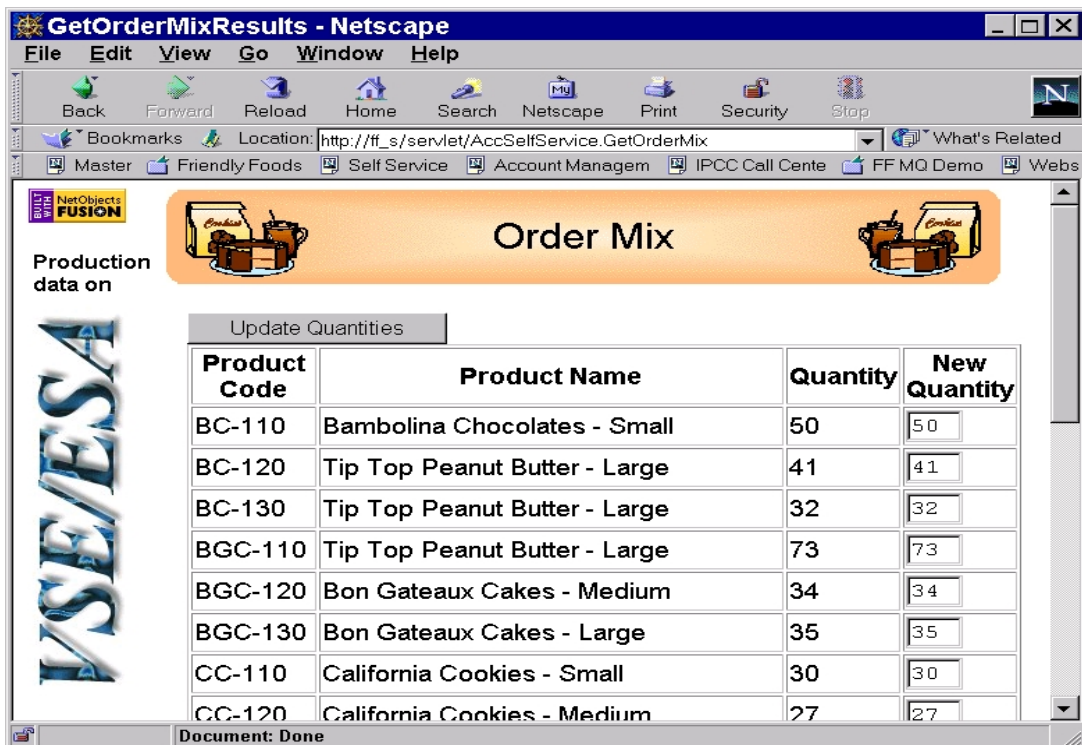 GetOrderMixResults - Netscape
File Edit View Go Window Help
My
N
Back Forward Reload Home Search Netscape Print Security Stop
Bookmarks Location: http://ff_s/servlet/AccSelfService.GetOrderMix What's Related
Master Friendly Foods Self Service Account Managem IPCC Call Cente FF MQ Demo Webs
BUILT WITH NetObjects FUSION
Cookies Order Mix Cookies
Production
data on
VSE/ESA
Update Quantities
Product Code Product Name Quantity New Quantity
BC-110 Bambolina Chocolates - Small 50 50
BC-120 Tip Top Peanut Butter - Large 41 41
BC-130 Tip Top Peanut Butter - Large 32 32
BGC-110 Tip Top Peanut Butter - Large 73 73
BGC-120 Bon Gateaux Cakes - Medium 34 34
BGC-130 Bon Gateaux Cakes - Large 35 35
CC-110 California Cookies - Small 30 30
CC-120 California Cookies - Medium 27 27
Document: Done